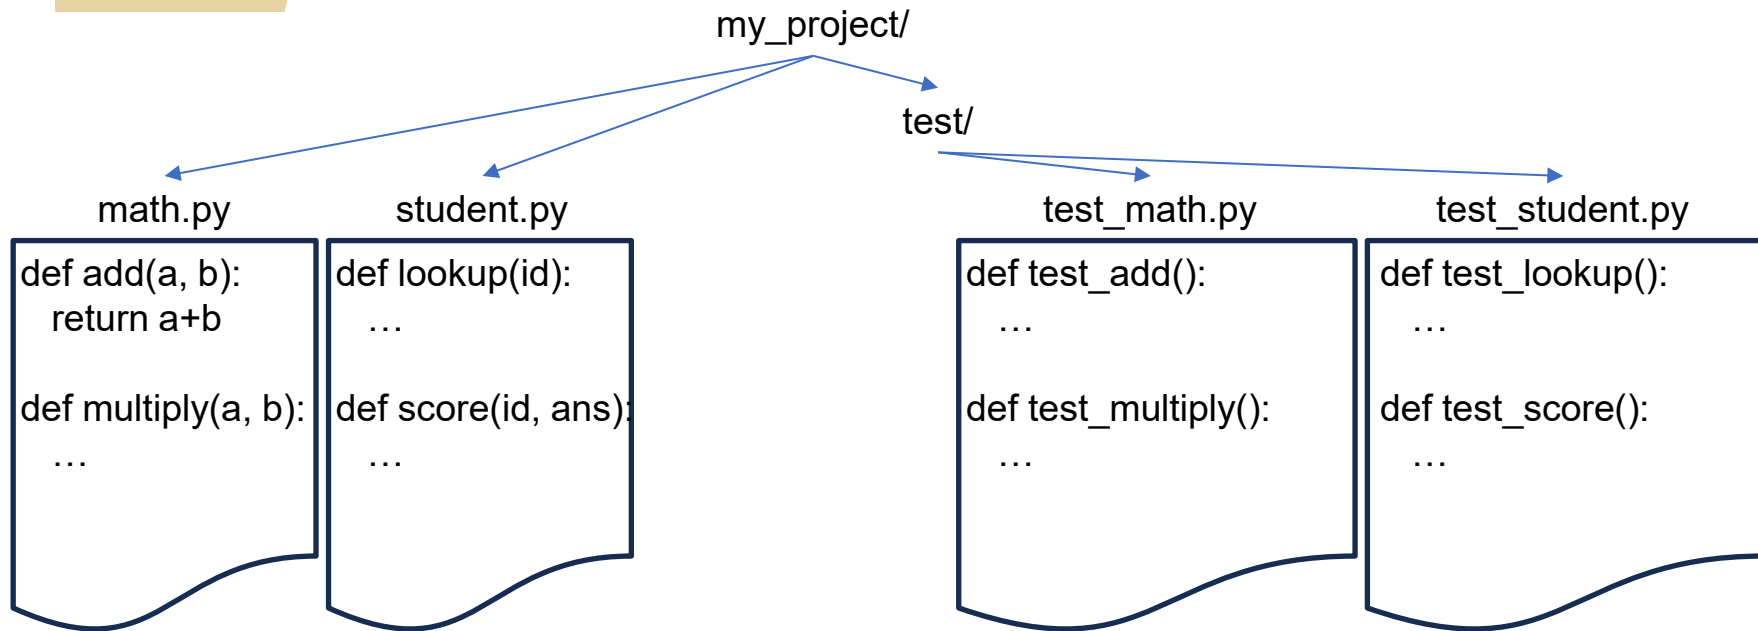 my_project/
test/
math.py
student.py
test_math.py
test_student.py
def add(a, b):
return a+b
def multiply(a, b):
…
def lookup(id):
…
def score(id, ans):
…
def test_add():
…
def test_multiply():
…
def test_lookup():
…
def test_score():
…